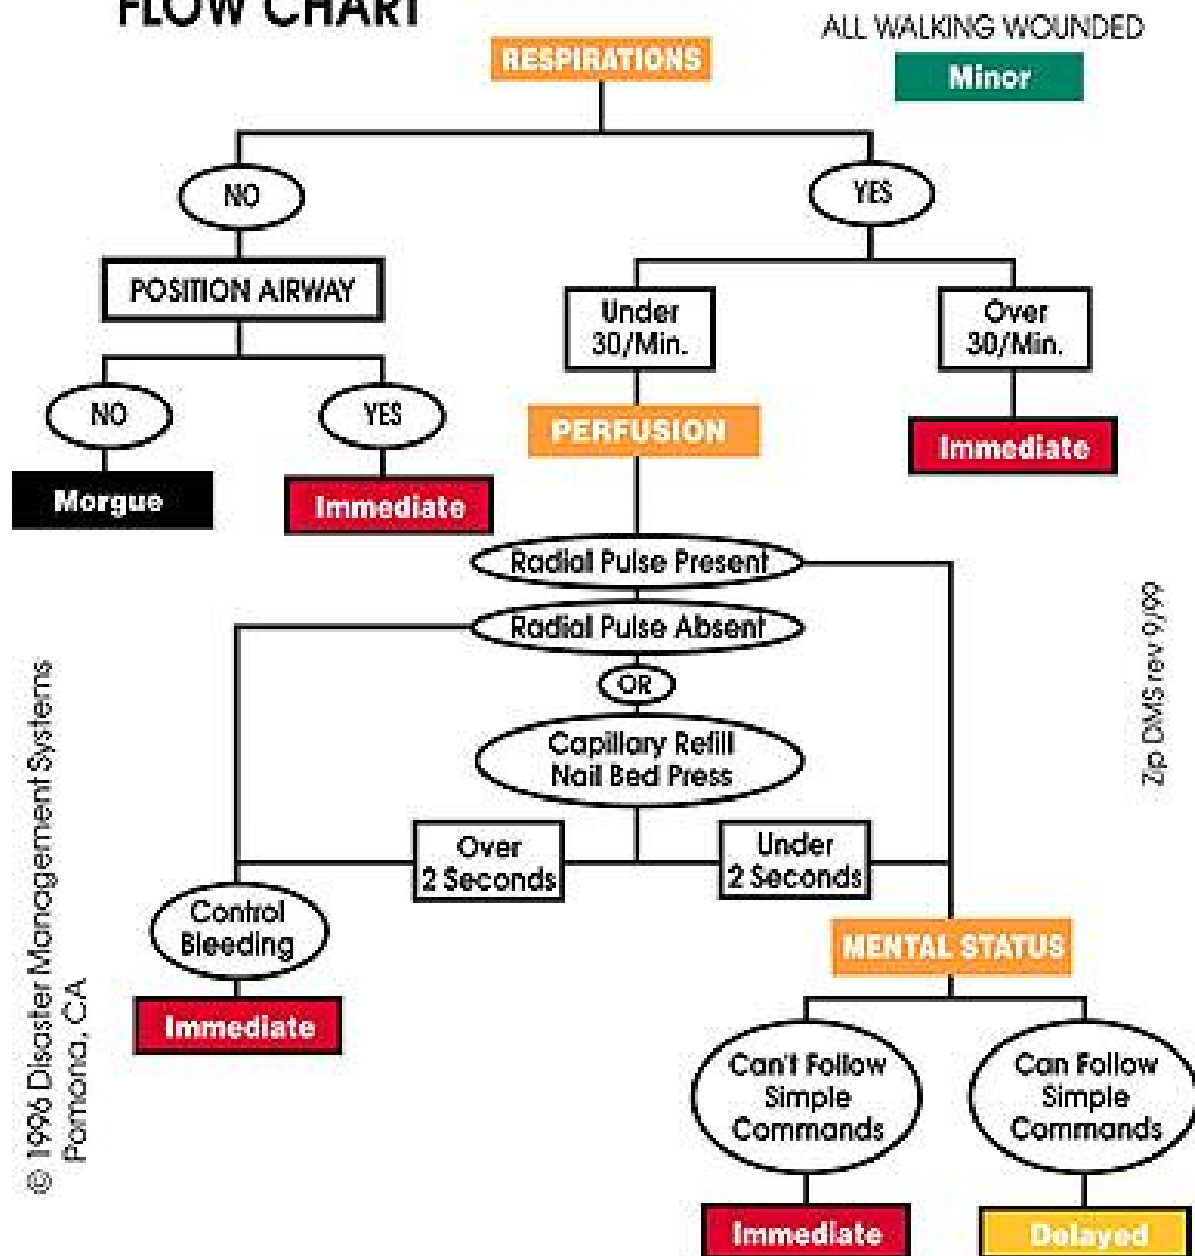 FLOW CHART
ALL WALKING WOUNDED
Minor
RESPIRATIONS
NO
YES
POSITION AIRWAY
Under
30/Min.
Over
30/Min.
NO
YES
PERFUSION
Immediate
Morgue
Immediate
Radial Pulse Present
Radial Pulse Absent
OR
Capillary Refill
Nail Bed Press
Over
2 Seconds
Under
2 Seconds
Control
Bleeding
MENTAL STATUS
Immediate
Can't Follow
Simple
Commands
Can Follow
Simple
Commands
Immediate
Delayed
© 1996 Disaster Management Systems
Pomona, CA
Zip DMS rev 9/99